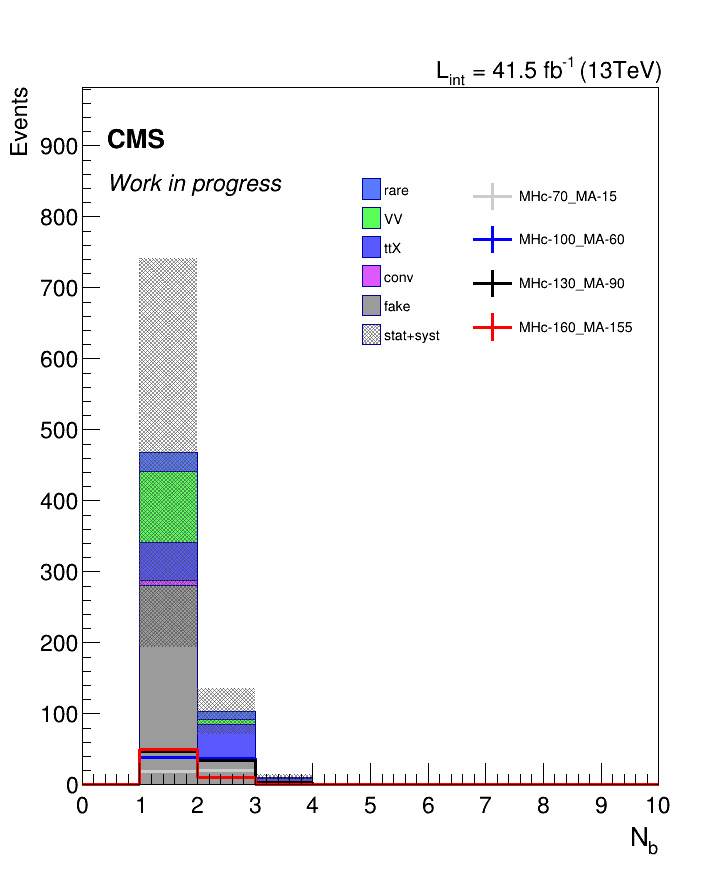 L_int = 41.5 fb^-1 (13TeV)
Events
CMS
Work in progress
rare
VV
ttX
conv
fake
stat+syst
MHc-70_MA-15
MHc-100_MA-60
MHc-130_MA-90
MHc-160_MA-155
900
800
700
600
500
400
300
200
100
0
0 1 2 3 4 5 6 7 8 9 10
N_b